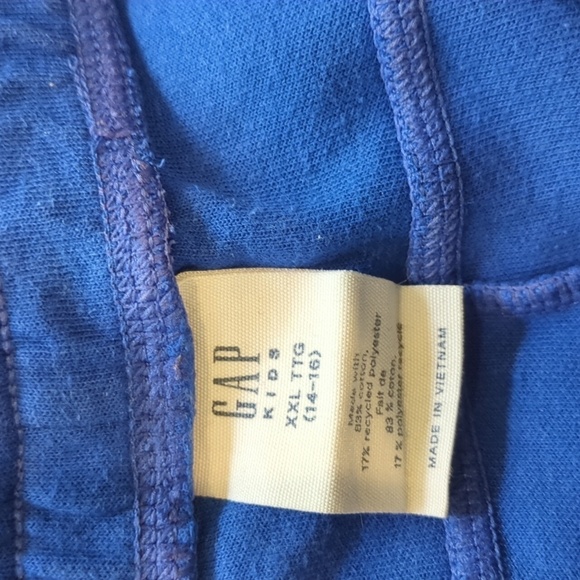 GAP
KIDS
XXL TTG
(14-16)
Made with
83% cotton,
17% recycled polyester
Fait de
83 % coton,
17 % polyester recyclé
MADE IN VIETNAM